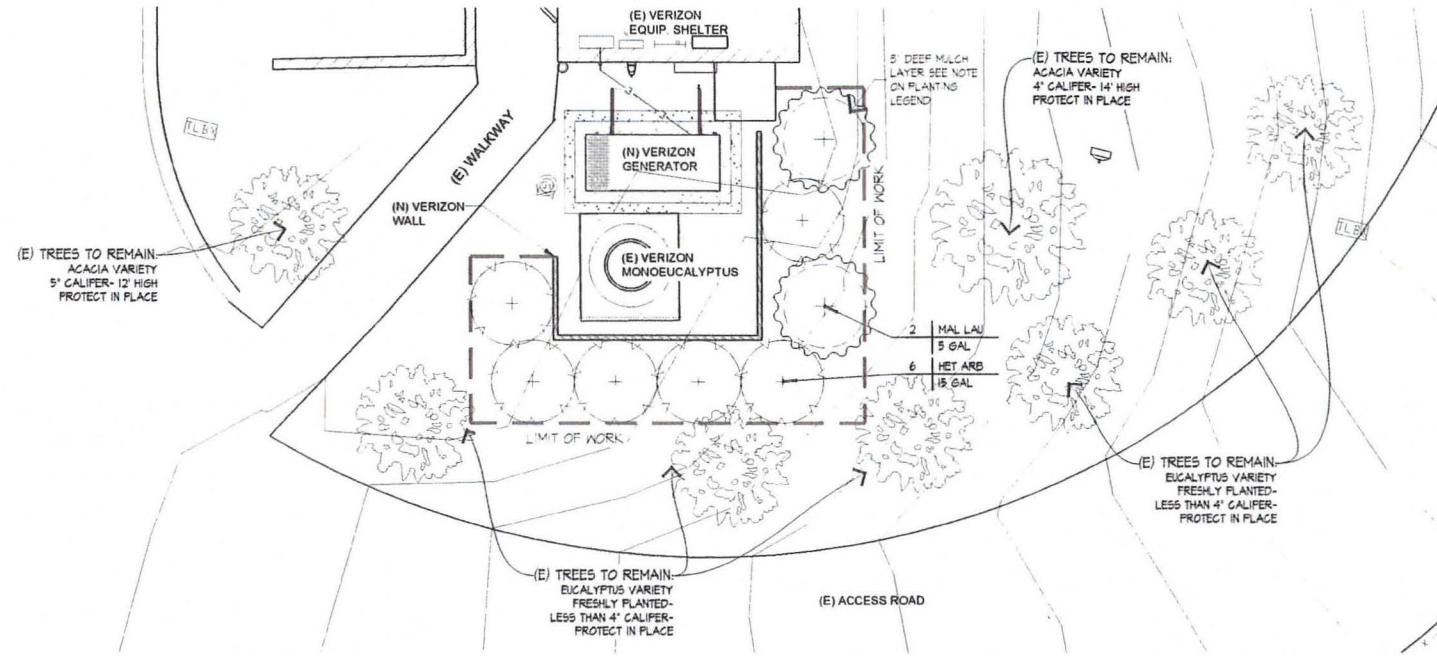 (E) VERIZON
EQUIP. SHELTER
3" DEEP MULCH
LAYER SEE NOTE
ON PLANTING
LEGEND
(E) TREES TO REMAIN:
ACACIA VARIETY
4" CALIPER- 14' HIGH
PROTECT IN PLACE
(E) WALKWAY
(N) VERIZON
GENERATOR
(N) VERIZON
WALL
LIMIT OF WORK
(E) TREES TO REMAIN:
ACACIA VARIETY
5" CALIPER- 12' HIGH
PROTECT IN PLACE
(E) VERIZON
MONOEUCALYPTUS
2 MAL LAU
5 GAL
6 HET ARB
15 GAL
LIMIT OF WORK
(E) TREES TO REMAIN:
EUCALYPTUS VARIETY
FRESHLY PLANTED-
LESS THAN 4" CALIPER-
PROTECT IN PLACE
(E) TREES TO REMAIN:
EUCALYPTUS VARIETY
FRESHLY PLANTED-
LESS THAN 4" CALIPER-
PROTECT IN PLACE
(E) ACCESS ROAD